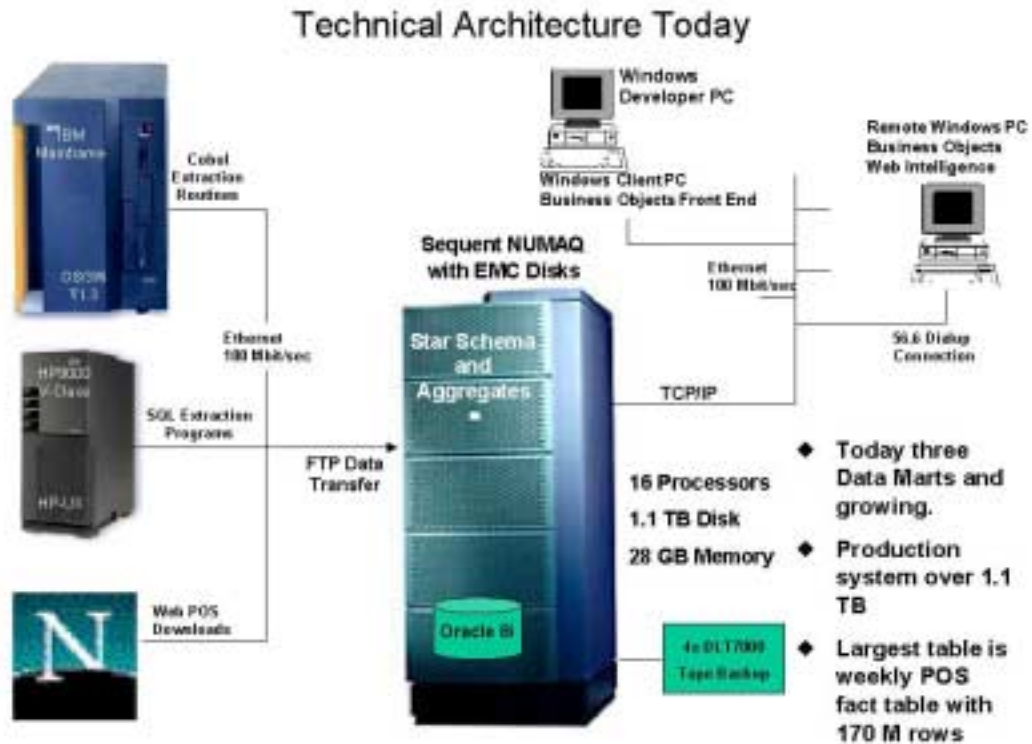 Technical Architecture Today
IBM
Mainframe
Cobol
Extraction
Routines
Ethernet
100 Mbit/sec
HP9000
V-Class
HP-UX
SQL Extraction
Programs
Web POS
Downloads
N
FTP Data
Transfer
Sequent NUMAQ
with EMC Disks
Star Schema
and
Aggregates
Oracle 8i
Windows
Developer PC
Windows Client PC
Business Objects Front End
Remote Windows PC
Business Objects
Web Intelligence
Ethernet
100 Mbit/sec
56.6 Dialup
Connection
TCP/IP
16 Processors
1.1 TB Disk
28 GB Memory
4x DLT7000
Tape Backup
◆ Today three
Data Marts and
growing.
◆ Production
system over 1.1
TB
◆ Largest table is
weekly POS
fact table with
170 M rows